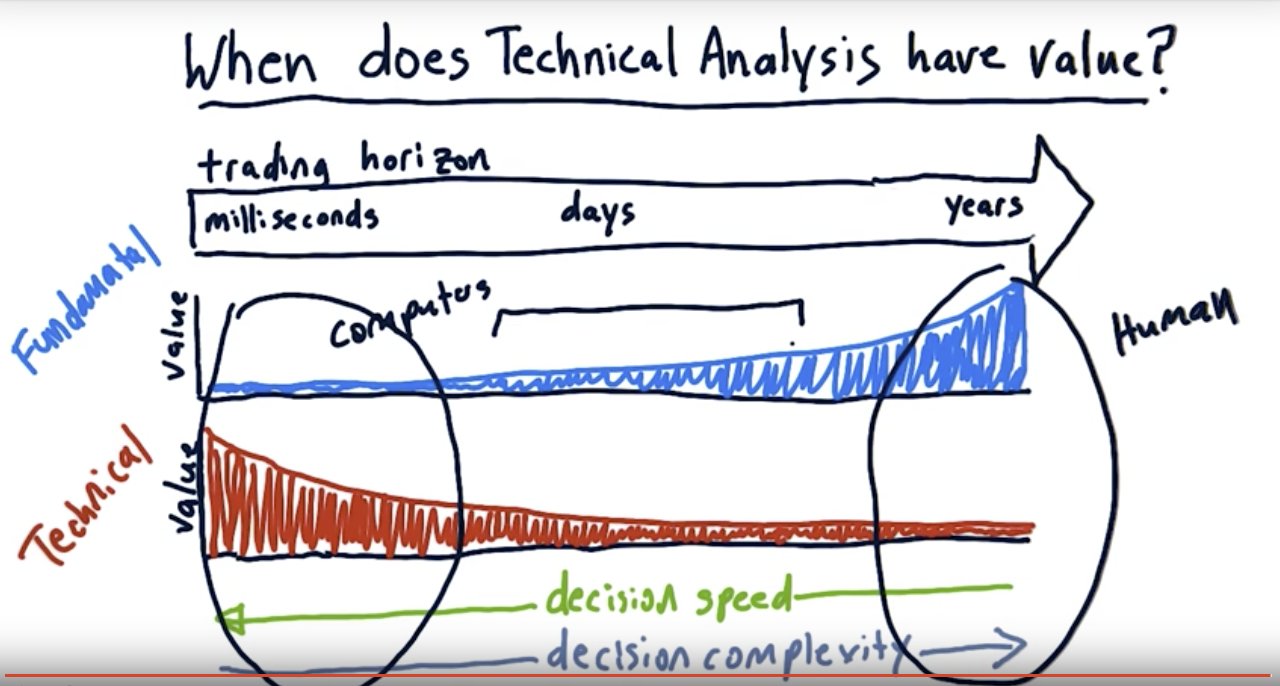 When does Technical Analysis have value?
trading horizon
milliseconds days years
Fundamatal
value
computers
Human
Technical
value
decision speed
decision complexity